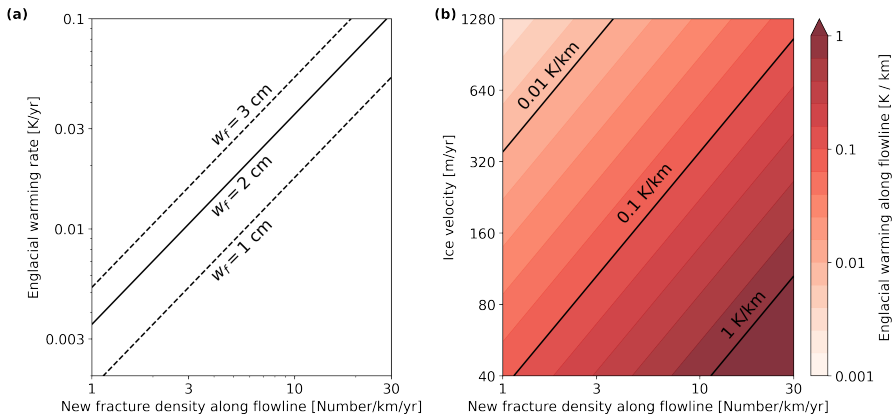 (a)
0.1
0.03
0.01
0.003
Englacial warming rate [K/yr]
w_f = 3 cm
w_f = 2 cm
w_f = 1 cm
1
3
10
30
New fracture density along flowline [Number/km/yr]
(b)
1280
640
320
160
80
40
Ice velocity [m/yr]
0.01 K/km
0.1 K/km
1 K/km
1
3
10
30
New fracture density along flowline [Number/km/yr]
1
0.1
0.01
0.001
Englacial warming along flowline [K / km]